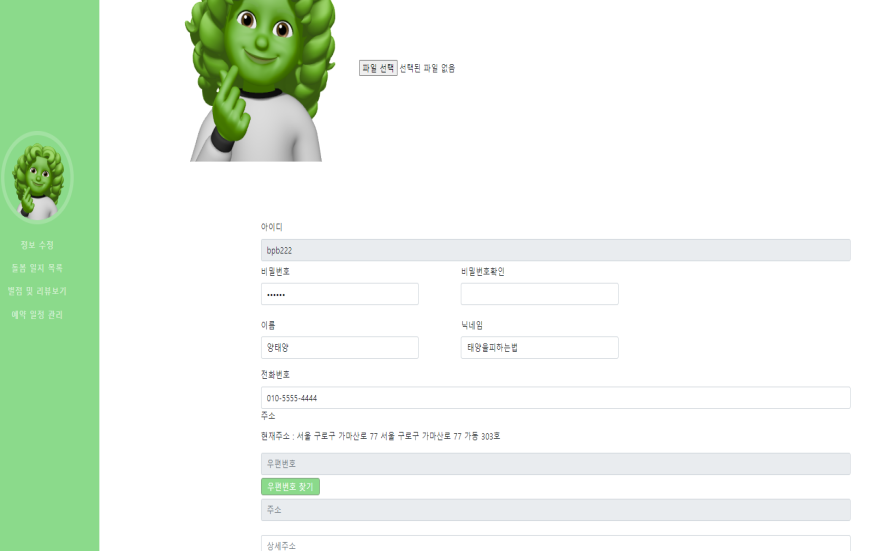 파일 선택 선택된 파일 없음
정보 수정
돌봄 일지 목록
별점 및 리뷰보기
예약 일정 관리
아이디
bpb222
비밀번호 비밀번호확인
••••••
이름 닉네임
양태양 태양을피하는법
전화번호
010-5555-4444
주소
현재주소 : 서울 구로구 가마산로 77 서울 구로구 가마산로 77 가동 303호
우편번호
우편번호 찾기
주소
상세주소